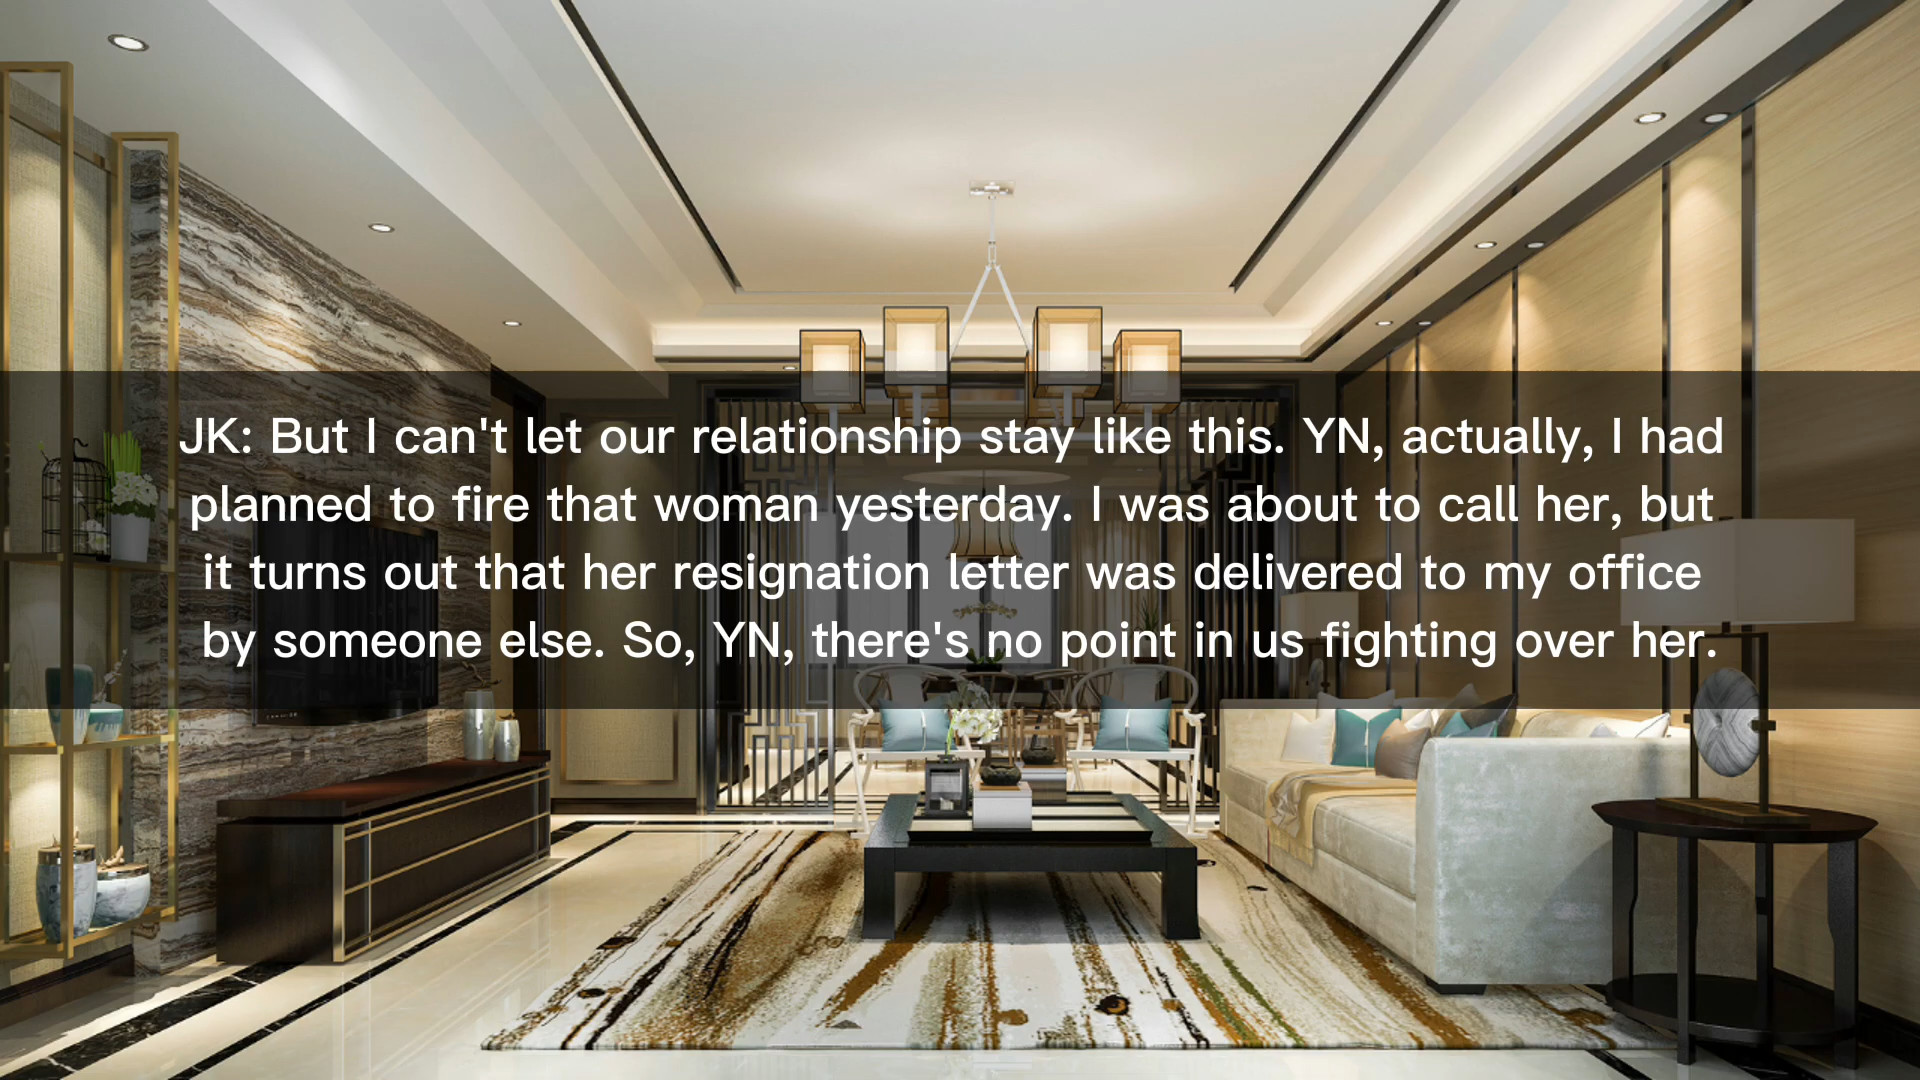 JK: But I can't let our relationship stay like this. YN, actually, I had
planned to fire that woman yesterday. I was about to call her, but
it turns out that her resignation letter was delivered to my office
by someone else. So, YN, there's no point in us fighting over her.